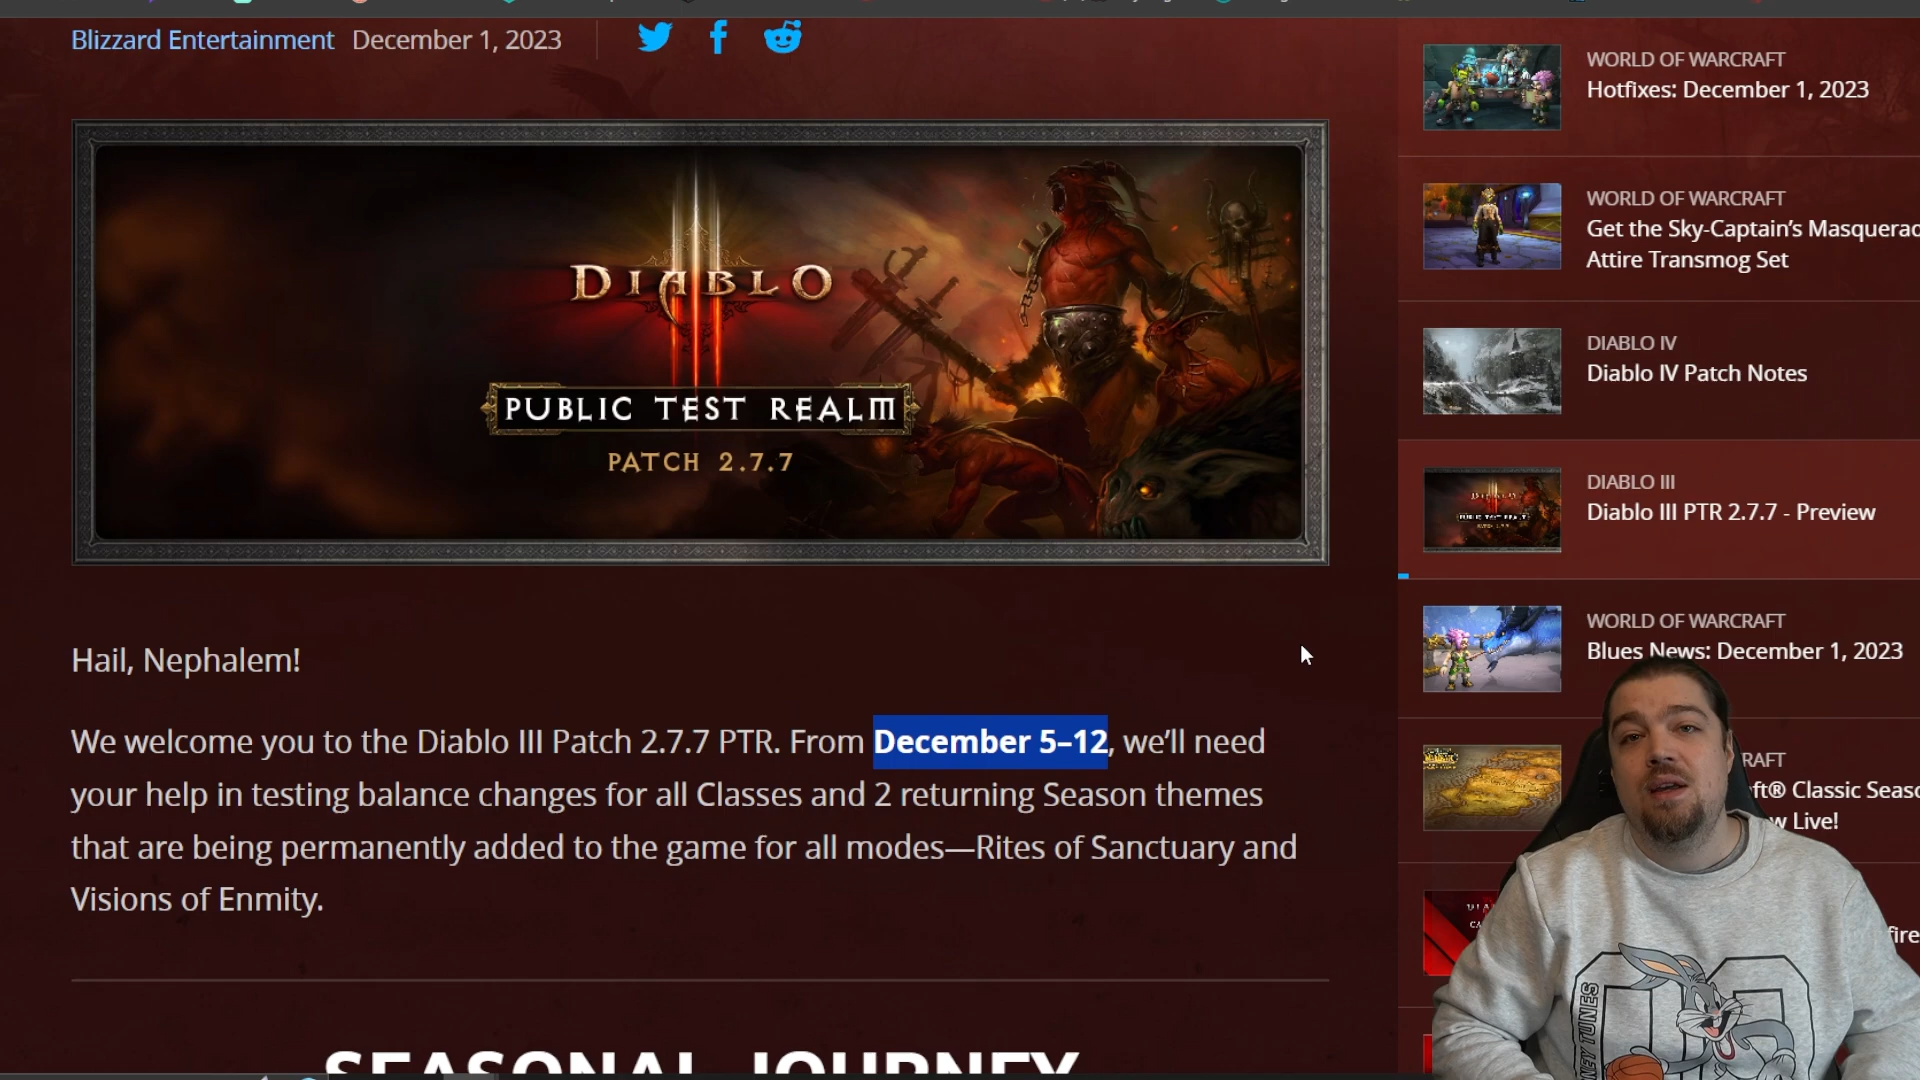 Blizzard Entertainment December 1, 2023
DIABLO
PUBLIC TEST REALM
PATCH 2.7.7
Hail, Nephalem!
We welcome you to the Diablo III Patch 2.7.7 PTR. From December 5–12, we'll need
your help in testing balance changes for all Classes and 2 returning Season themes
that are being permanently added to the game for all modes—Rites of Sanctuary and
Visions of Enmity.
SEASONAL JOURNEY
WORLD OF WARCRAFT
Hotfixes: December 1, 2023
WORLD OF WARCRAFT
Get the Sky-Captain's Masquerad
Attire Transmog Set
DIABLO IV
Diablo IV Patch Notes
DIABLO III
Diablo III PTR 2.7.7 - Preview
WORLD OF WARCRAFT
Blues News: December 1, 2023
RAFT
ft® Classic Seaso
w Live!
fire